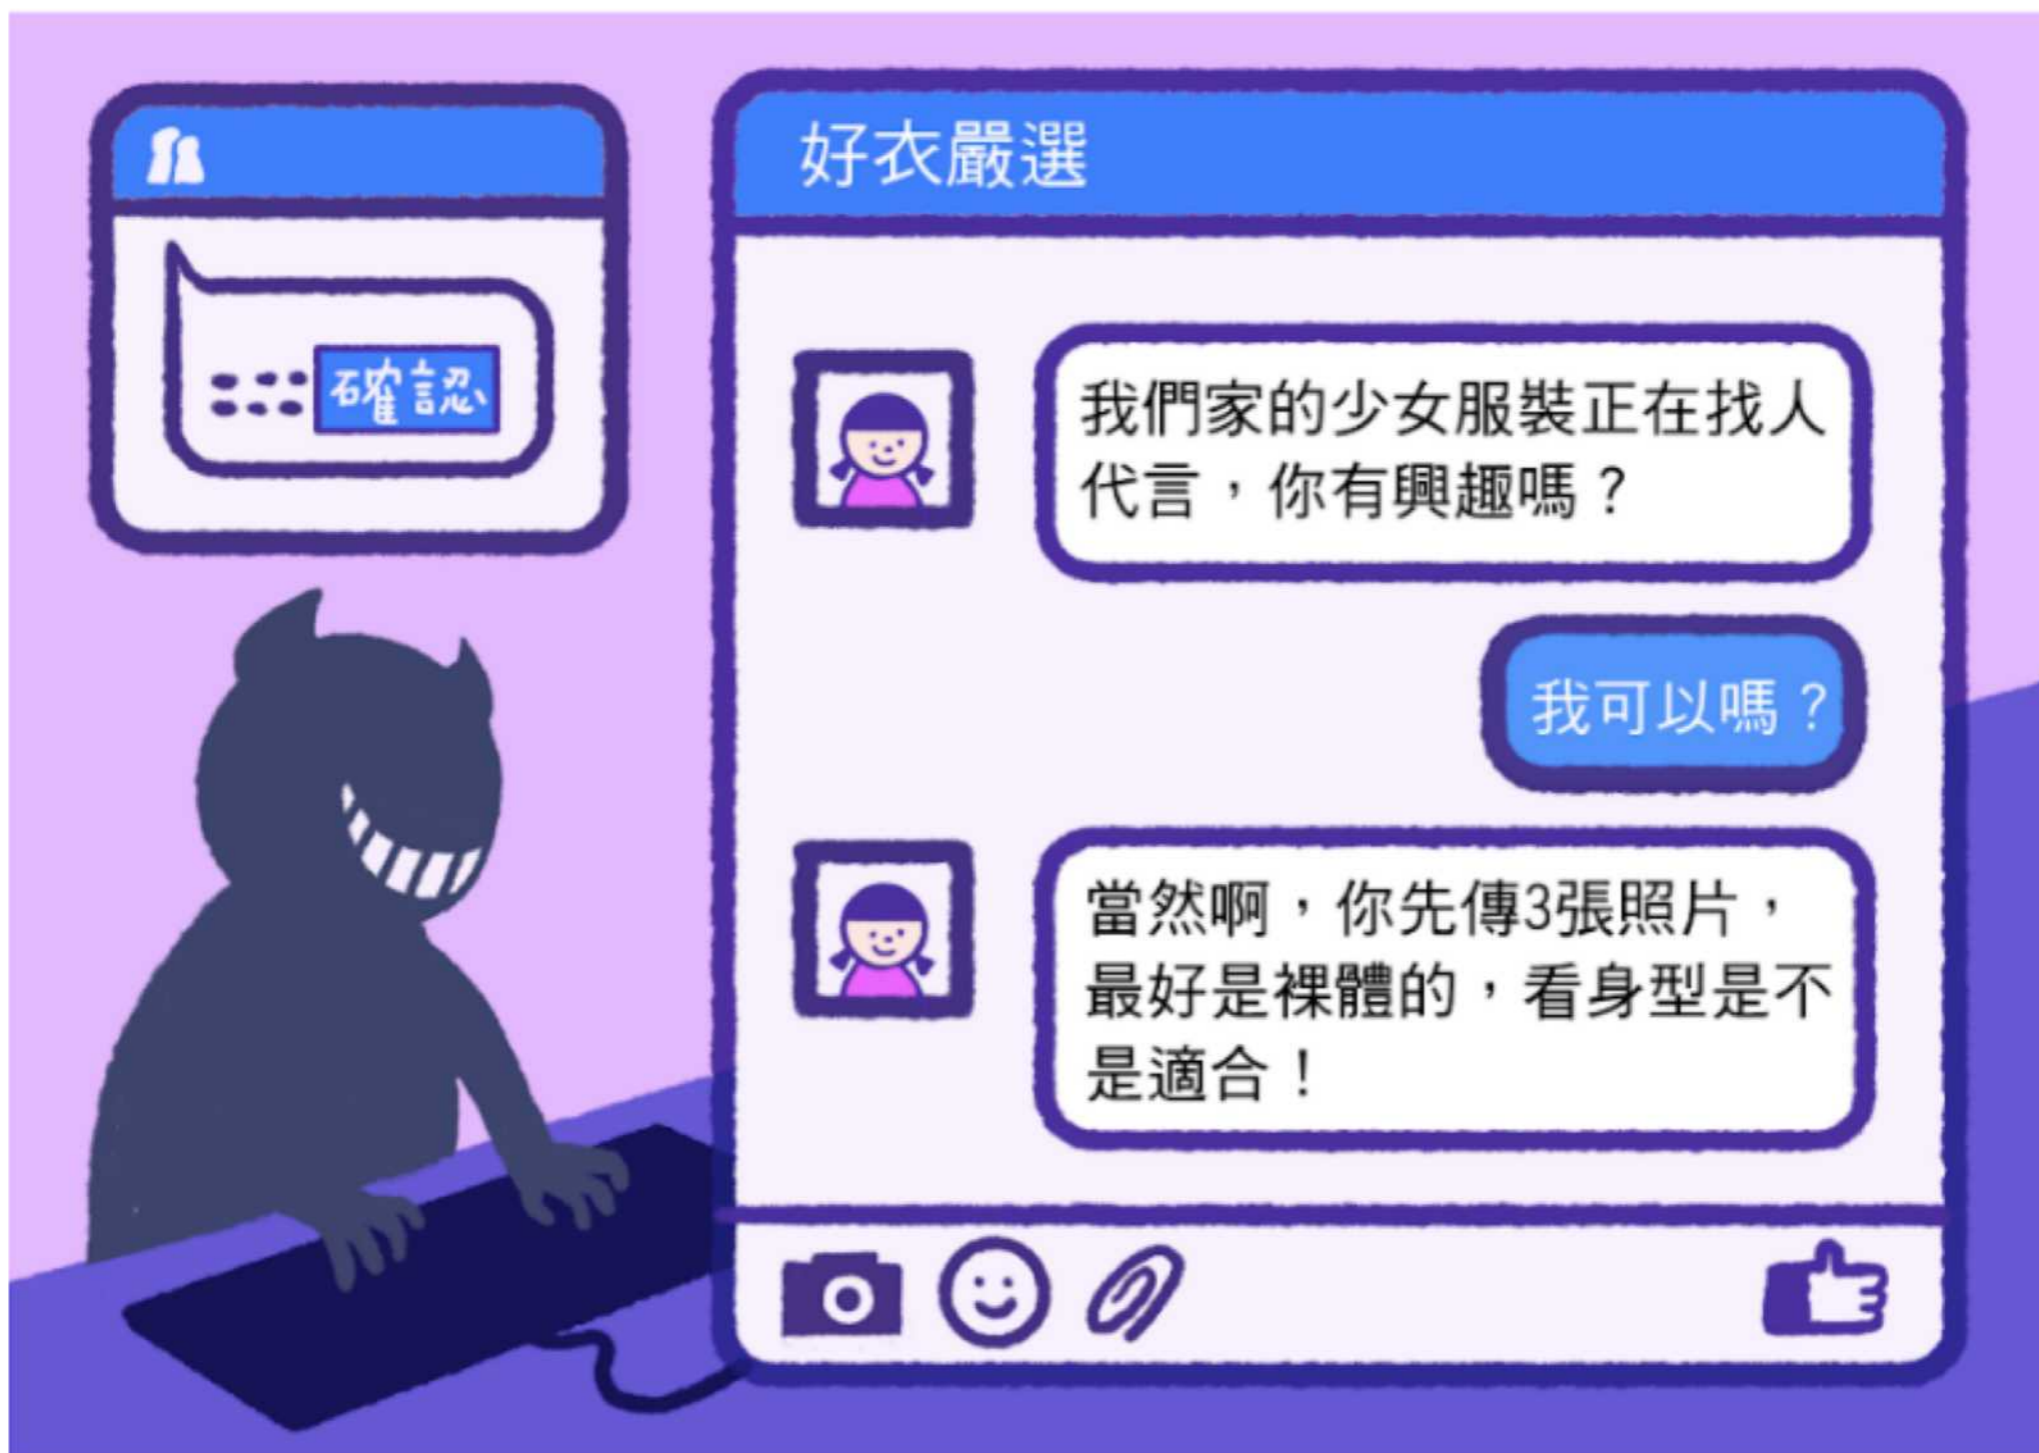 好衣嚴選
確認
我們家的少女服裝正在找人
代言，你有興趣嗎？
我可以嗎？
當然啊，你先傳3張照片，
最好是裸體的，看身型是不
是適合！